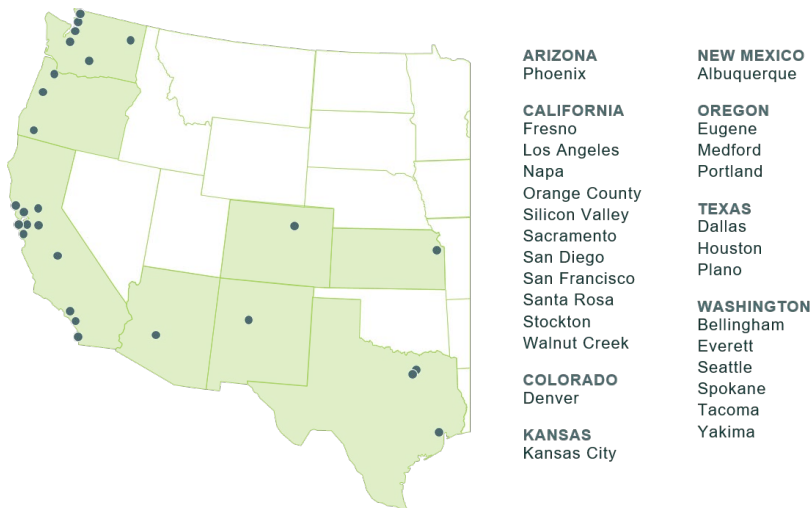 ARIZONA
Phoenix
CALIFORNIA
Fresno
Los Angeles
Napa
Orange County
Silicon Valley
Sacramento
San Diego
San Francisco
Santa Rosa
Stockton
Walnut Creek
COLORADO
Denver
KANSAS
Kansas City
NEW MEXICO
Albuquerque
OREGON
Eugene
Medford
Portland
TEXAS
Dallas
Houston
Plano
WASHINGTON
Bellingham
Everett
Seattle
Spokane
Tacoma
Yakima